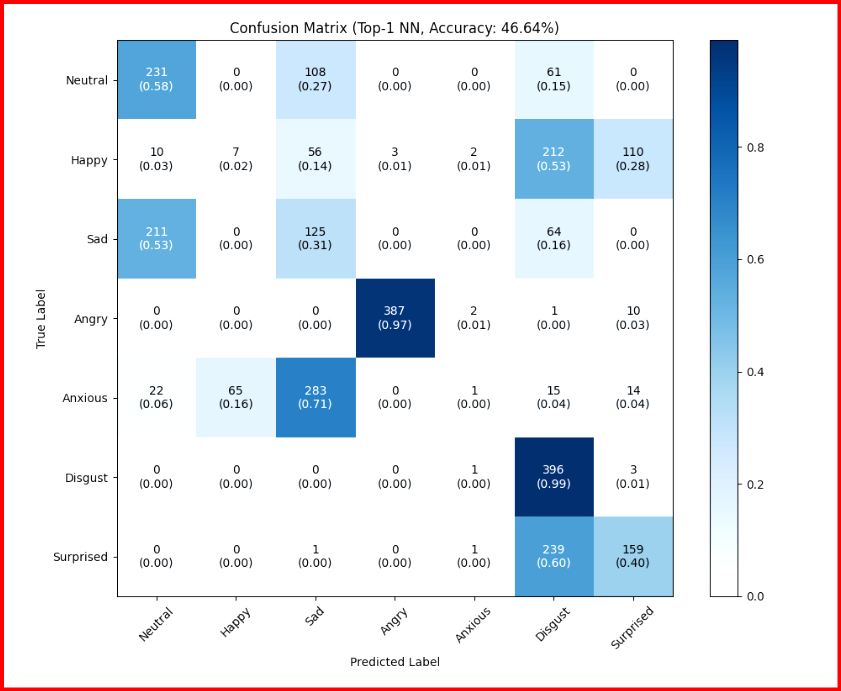 Confusion Matrix (Top-1 NN, Accuracy: 46.64%)
True Label
Neutral
231 0 108 0 0 61 0
(0.58) (0.00) (0.27) (0.00) (0.00) (0.15) (0.00)
Happy
10 7 56 3 2 212 110
(0.03) (0.02) (0.14) (0.01) (0.01) (0.53) (0.28)
Sad
211 0 125 0 0 64 0
(0.53) (0.00) (0.31) (0.00) (0.00) (0.16) (0.00)
Angry
0 0 0 387 2 1 10
(0.00) (0.00) (0.00) (0.97) (0.01) (0.00) (0.03)
Anxious
22 65 283 0 1 15 14
(0.06) (0.16) (0.71) (0.00) (0.00) (0.04) (0.04)
Disgust
0 0 0 0 1 396 3
(0.00) (0.00) (0.00) (0.00) (0.00) (0.99) (0.01)
Surprised
0 0 1 0 1 239 159
(0.00) (0.00) (0.00) (0.00) (0.00) (0.60) (0.40)
Neutral Happy Sad Angry Anxious Disgust Surprised
Predicted Label
0.8
0.6
0.4
0.2
0.0